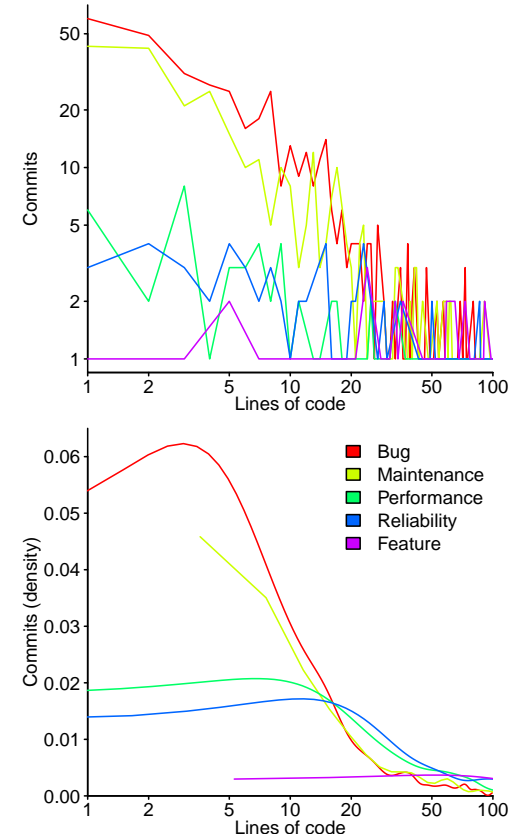 50
20
10
5
2
1
Commits
1 2 5 10 20 50 100
Lines of code
0.06
0.05
0.04
0.03
0.02
0.01
0.00
Commits (density)
Bug
Maintenance
Performance
Reliability
Feature
1 2 5 10 20 50 100
Lines of code